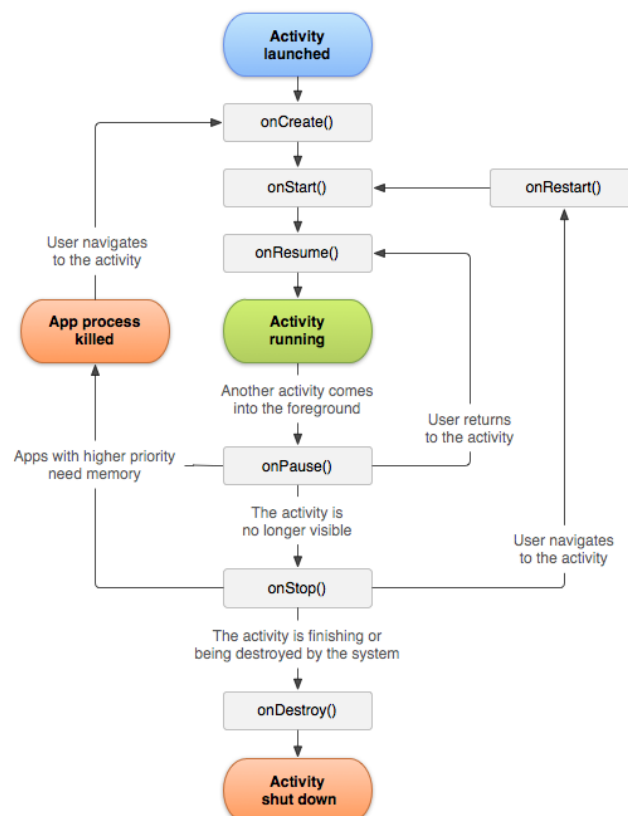 Activity
launched
onCreate()
onStart()
onRestart()
User navigates
to the activity
onResume()
App process
killed
Activity
running
Another activity comes
into the foreground
User returns
to the activity
Apps with higher priority
need memory
onPause()
The activity is
no longer visible
User navigates
to the activity
onStop()
The activity is finishing or
being destroyed by the system
onDestroy()
Activity
shut down